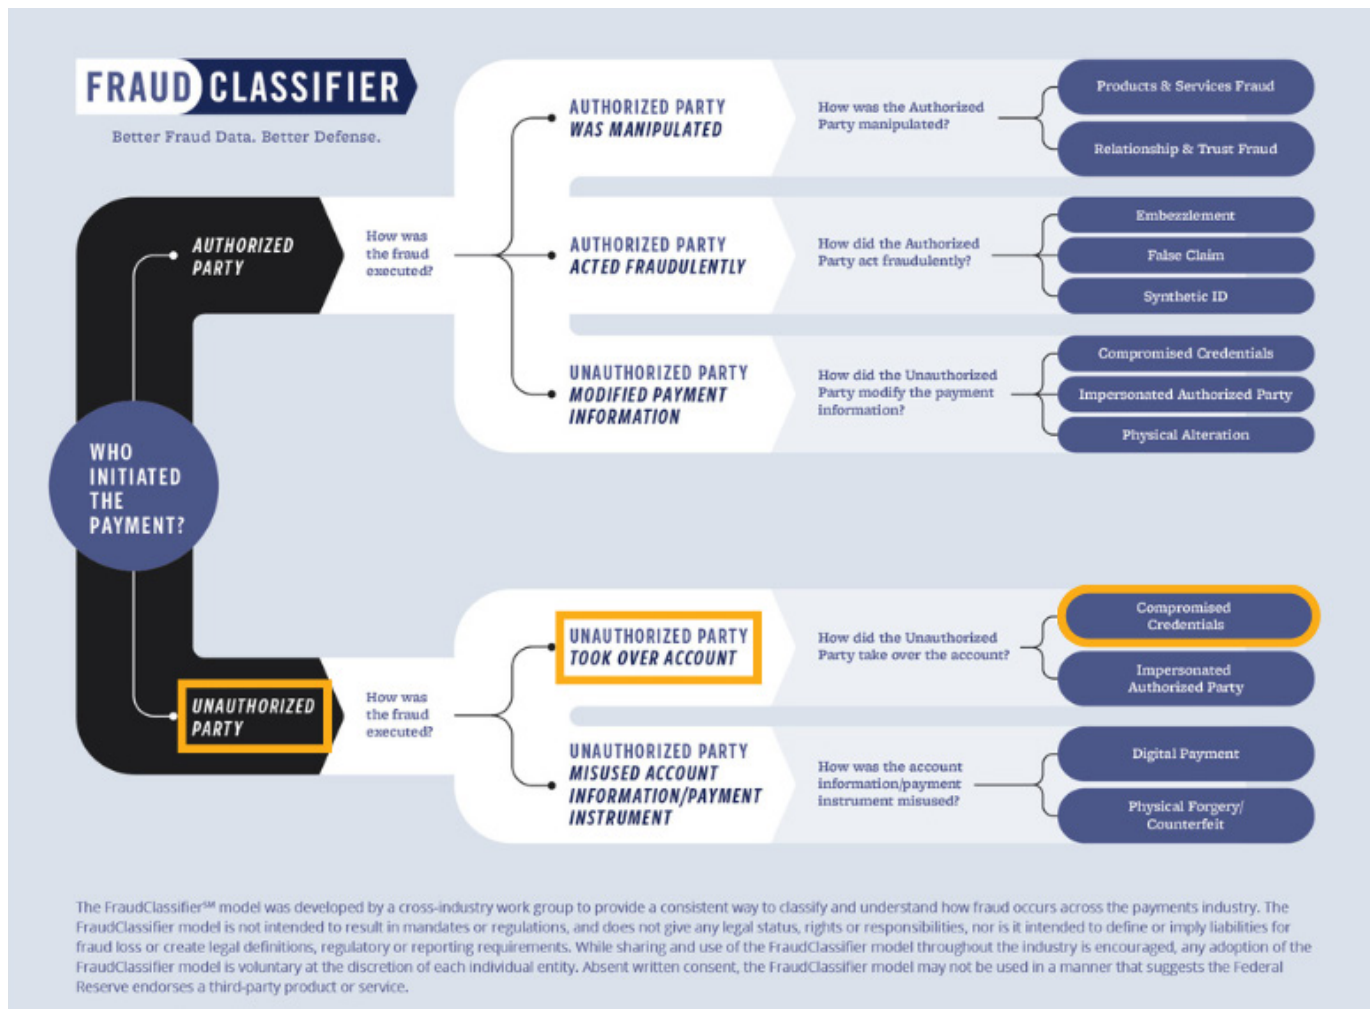 FRAUD CLASSIFIER
Better Fraud Data. Better Defense.
WHO
INITIATED
THE
PAYMENT?
AUTHORIZED
PARTY
How was
the fraud
executed?
AUTHORIZED PARTY
WAS MANIPULATED
How was the Authorized
Party manipulated?
Products & Services Fraud
Relationship & Trust Fraud
AUTHORIZED PARTY
ACTED FRAUDULENTLY
How did the Authorized
Party act fraudulently?
Embezzlement
False Claim
Synthetic ID
UNAUTHORIZED PARTY
MODIFIED PAYMENT
INFORMATION
How did the Unauthorized
Party modify the payment
information?
Compromised Credentials
Impersonated Authorized Party
Physical Alteration
UNAUTHORIZED
PARTY
How was
the fraud
executed?
UNAUTHORIZED PARTY
TOOK OVER ACCOUNT
How did the Unauthorized
Party take over the account?
Compromised
Credentials
Impersonated
Authorized Party
UNAUTHORIZED PARTY
MISUSED ACCOUNT
INFORMATION/PAYMENT
INSTRUMENT
How was the account
information/payment
instrument misused?
Digital Payment
Physical Forgery/
Counterfeit
The FraudClassifier℠ model was developed by a cross-industry work group to provide a consistent way to classify and understand how fraud occurs across the payments industry. The
FraudClassifier model is not intended to result in mandates or regulations, and does not give any legal status, rights or responsibilities, nor is it intended to define or imply liabilities for
fraud loss or create legal definitions, regulatory or reporting requirements. While sharing and use of the FraudClassifier model throughout the industry is encouraged, any adoption of the
FraudClassifier model is voluntary at the discretion of each individual entity. Absent written consent, the FraudClassifier model may not be used in a manner that suggests the Federal
Reserve endorses a third-party product or service.